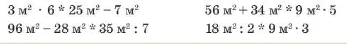 3 м² · 6 * 25 м² – 7 м² 56 м² + 34 м² * 9 м² · 5
96 м² – 28 м² * 35 м² : 7 18 м² : 2 * 9 м² · 3